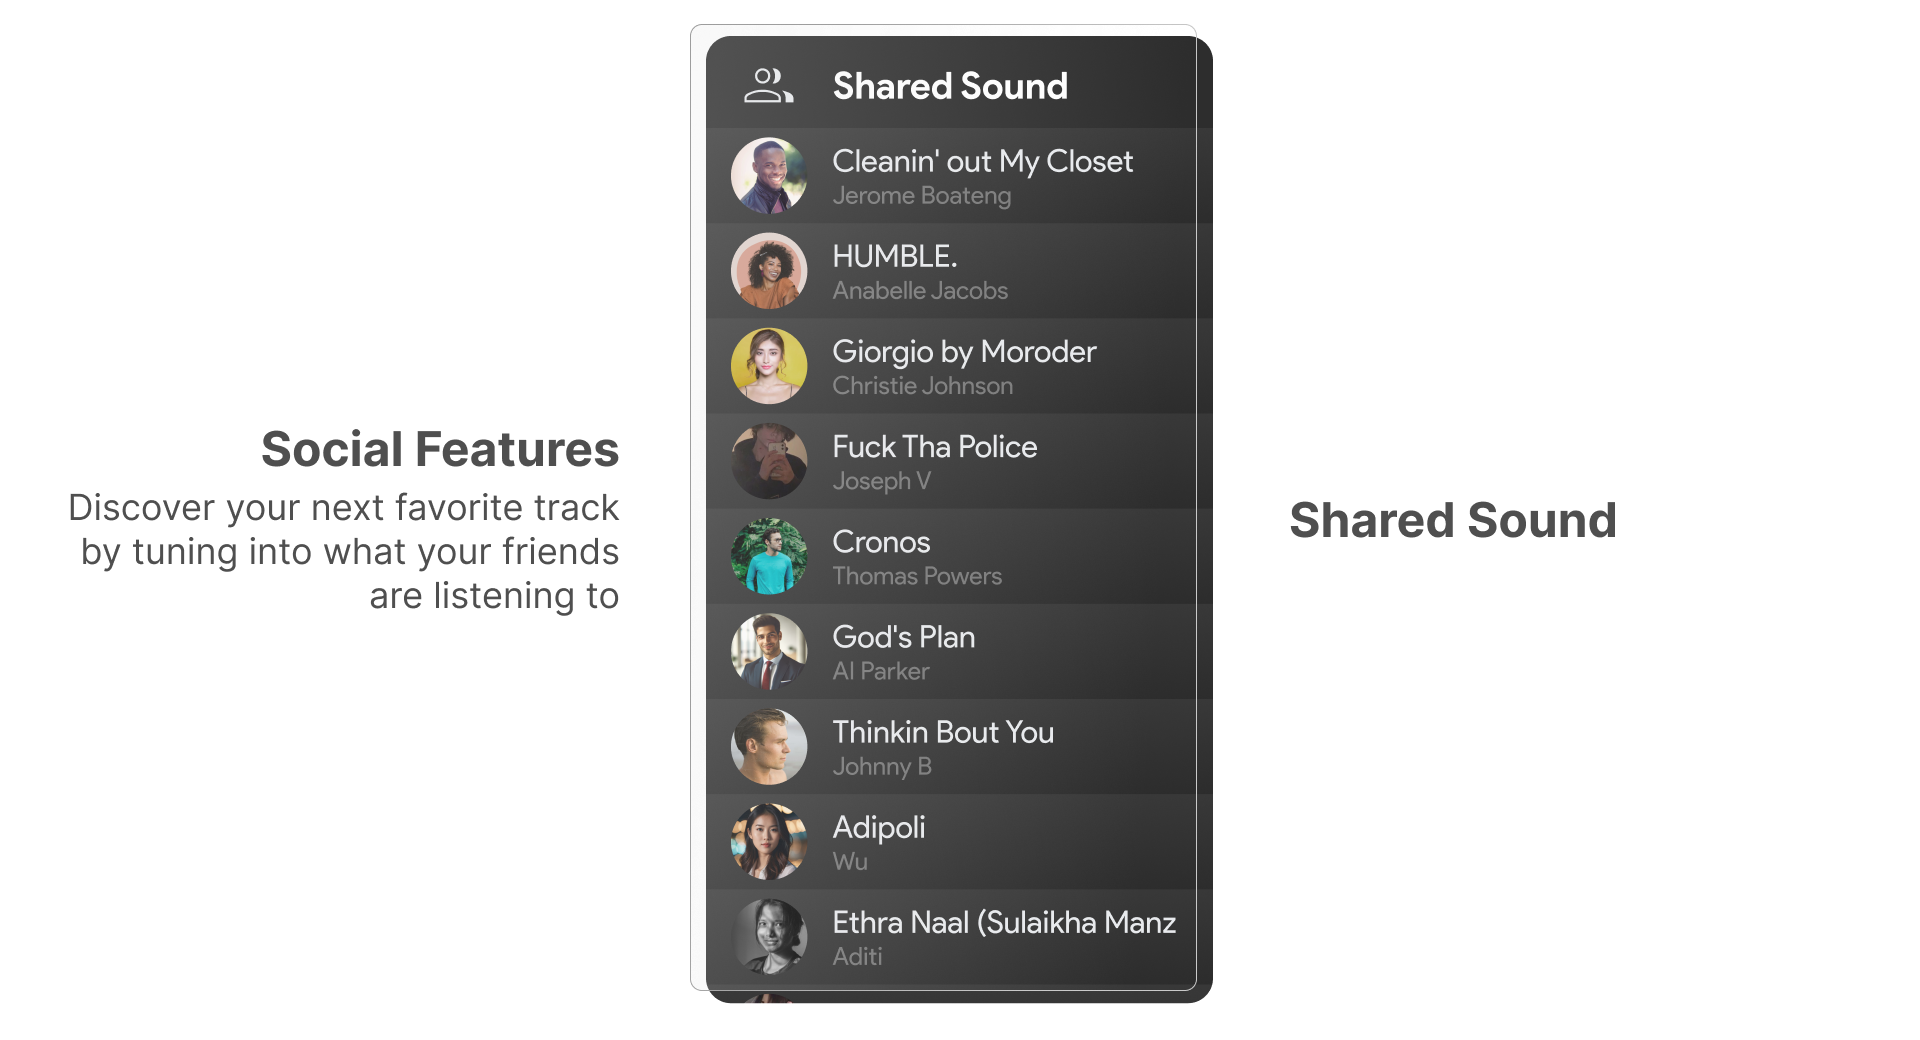 Social Features
Discover your next favorite track
by tuning into what your friends
are listening to
Shared Sound
Cleanin' out My Closet
Jerome Boateng
HUMBLE.
Anabelle Jacobs
Giorgio by Moroder
Christie Johnson
Fuck Tha Police
Joseph V
Cronos
Thomas Powers
God's Plan
Al Parker
Thinkin Bout You
Johnny B
Adipoli
Wu
Ethra Naal (Sulaikha Manz
Aditi
Shared Sound